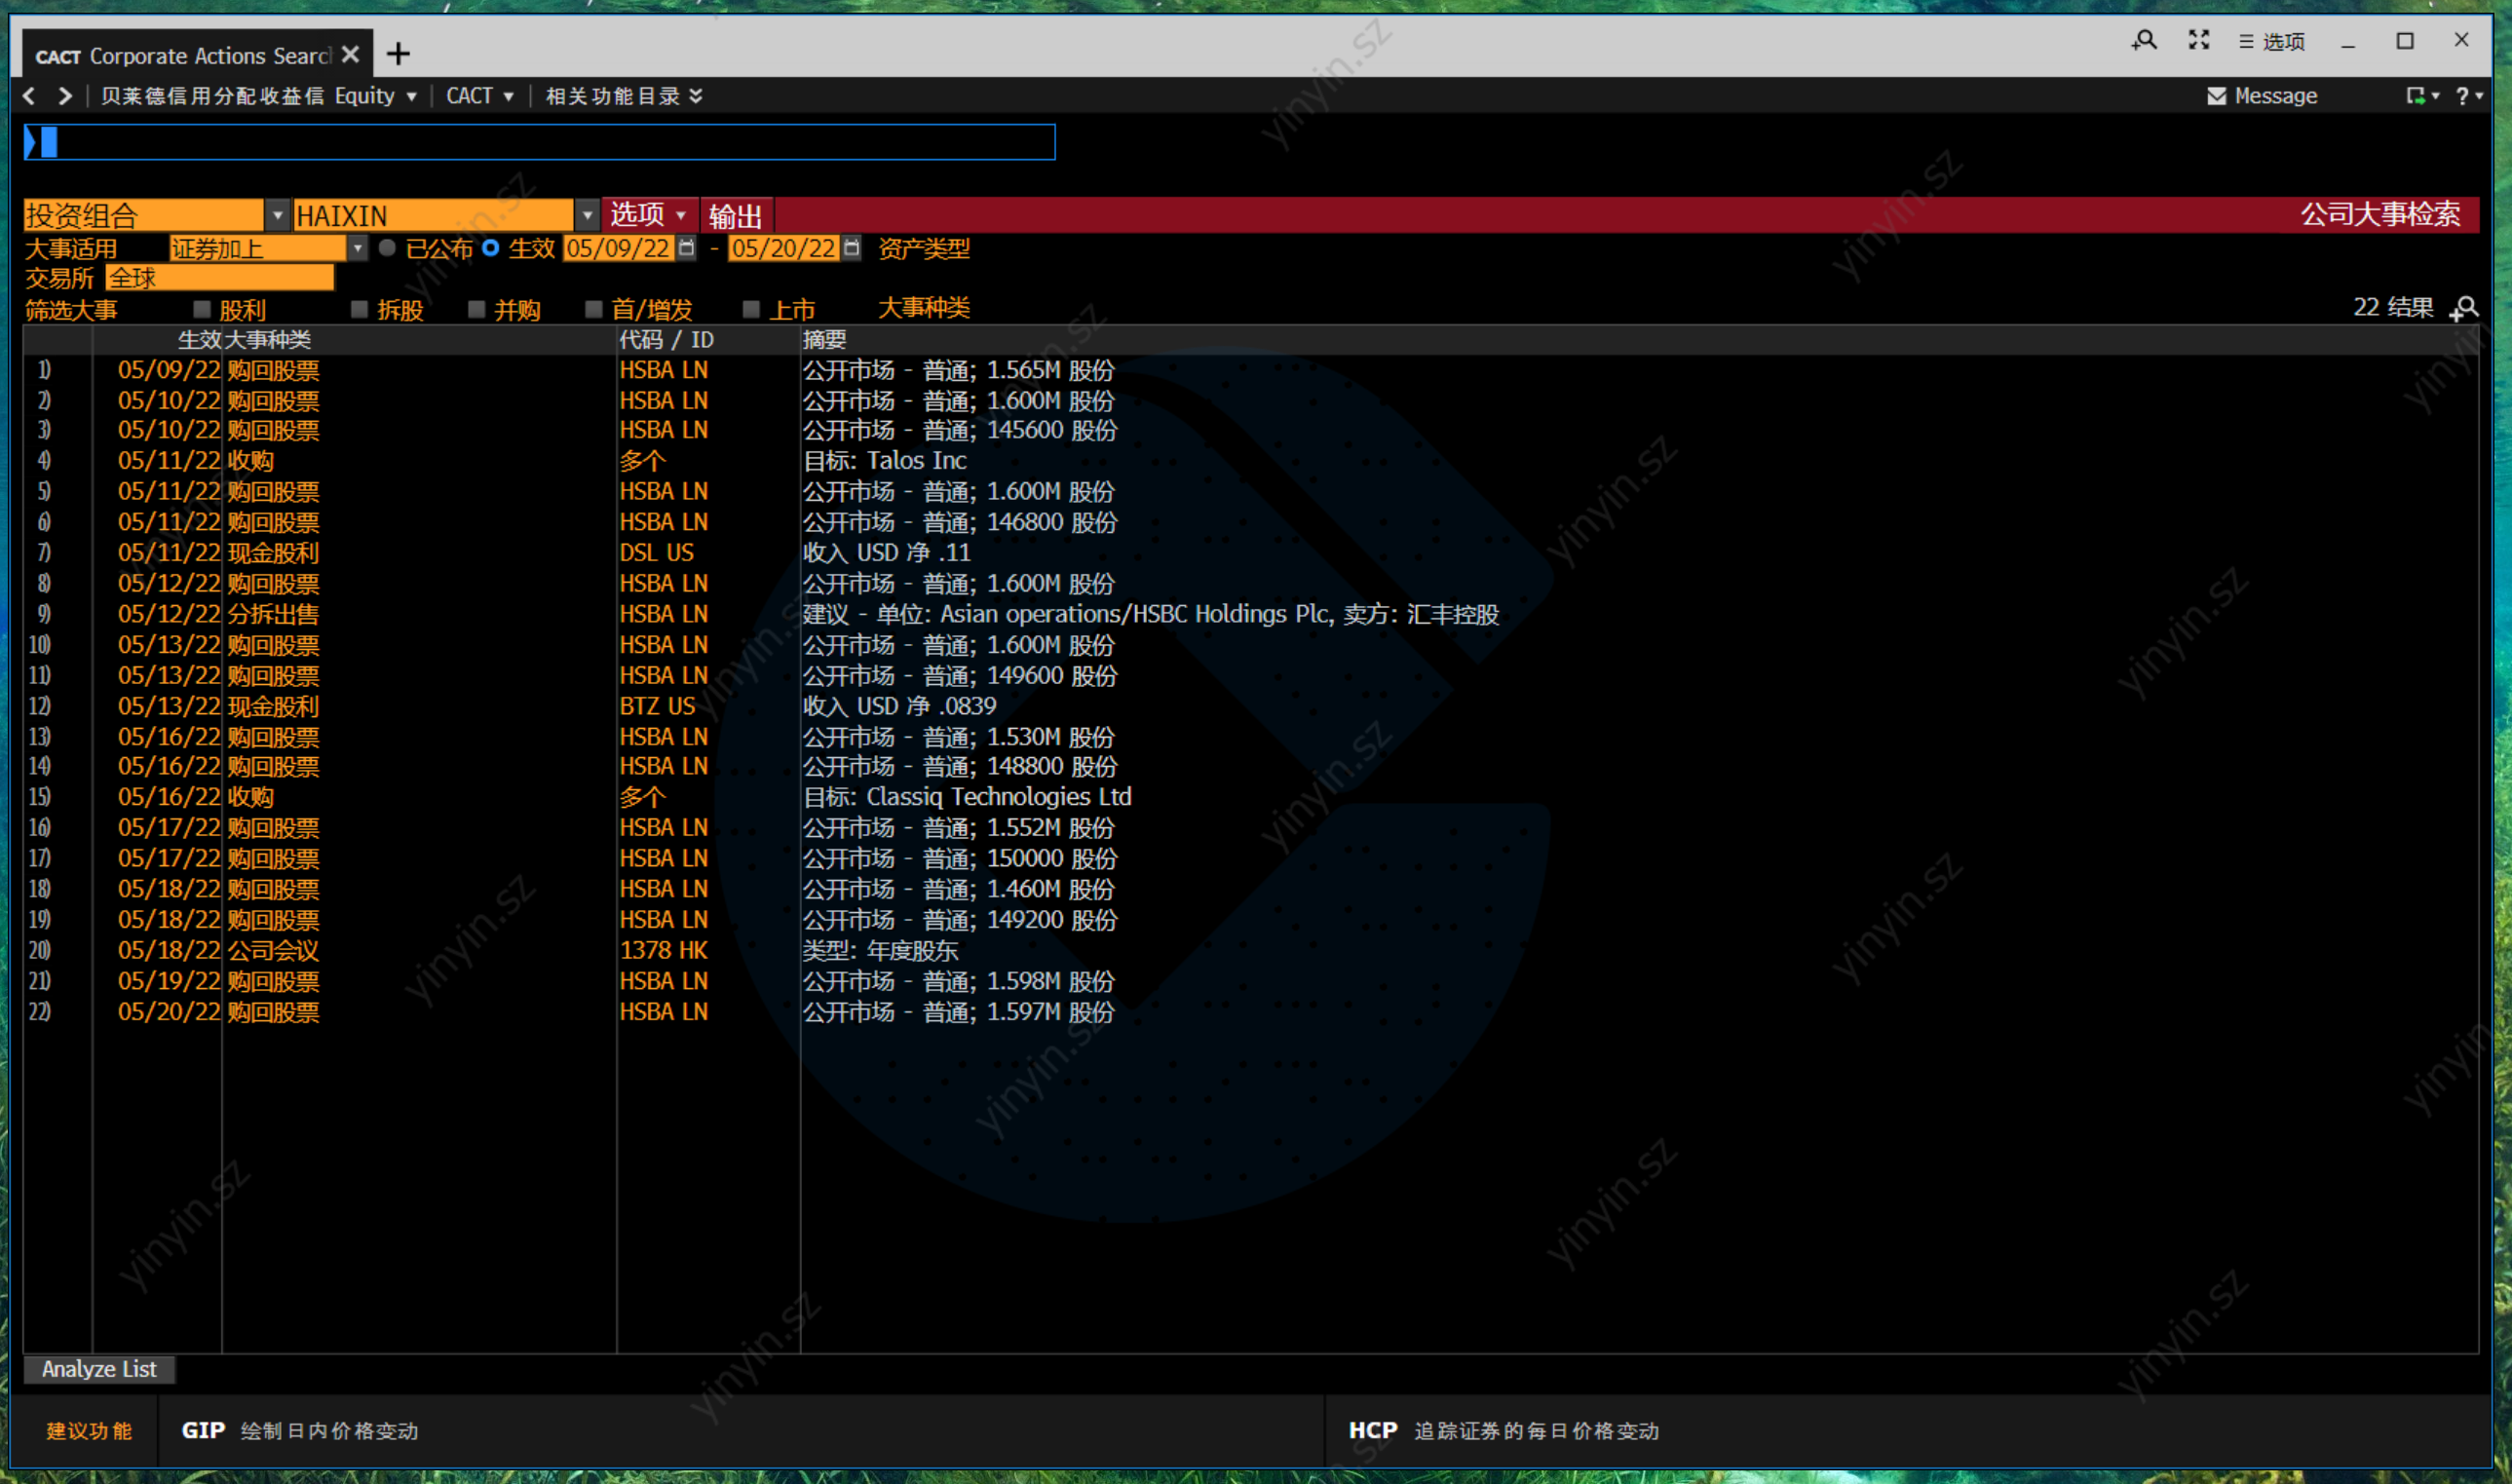 CACT Corporate Actions Searc
选项
贝莱德信用分配收益信 Equity CACT 相关功能目录 Message ?
投资组合 HAIXIN 选项 输出 公司大事检索
大事适用 证券加上 已公布 生效 05/09/22 - 05/20/22 资产类型
交易所 全球
筛选大事 股利 拆股 并购 首/增发 上市 大事种类 22 结果
生效 大事种类 代码 / ID 摘要
1) 05/09/22 购回股票 HSBA LN 公开市场 - 普通; 1.565M 股份
2) 05/10/22 购回股票 HSBA LN 公开市场 - 普通; 1.600M 股份
3) 05/10/22 购回股票 HSBA LN 公开市场 - 普通; 145600 股份
4) 05/11/22 收购 多个 目标: Talos Inc
5) 05/11/22 购回股票 HSBA LN 公开市场 - 普通; 1.600M 股份
6) 05/11/22 购回股票 HSBA LN 公开市场 - 普通; 146800 股份
7) 05/11/22 现金股利 DSL US 收入 USD 净 .11
8) 05/12/22 购回股票 HSBA LN 公开市场 - 普通; 1.600M 股份
9) 05/12/22 分拆出售 HSBA LN 建议 - 单位: Asian operations/HSBC Holdings Plc, 卖方: 汇丰控股
10) 05/13/22 购回股票 HSBA LN 公开市场 - 普通; 1.600M 股份
11) 05/13/22 购回股票 HSBA LN 公开市场 - 普通; 149600 股份
12) 05/13/22 现金股利 BTZ US 收入 USD 净 .0839
13) 05/16/22 购回股票 HSBA LN 公开市场 - 普通; 1.530M 股份
14) 05/16/22 购回股票 HSBA LN 公开市场 - 普通; 148800 股份
15) 05/16/22 收购 多个 目标: Classiq Technologies Ltd
16) 05/17/22 购回股票 HSBA LN 公开市场 - 普通; 1.552M 股份
17) 05/17/22 购回股票 HSBA LN 公开市场 - 普通; 150000 股份
18) 05/18/22 购回股票 HSBA LN 公开市场 - 普通; 1.460M 股份
19) 05/18/22 购回股票 HSBA LN 公开市场 - 普通; 149200 股份
20) 05/18/22 公司会议 1378 HK 类型: 年度股东
21) 05/19/22 购回股票 HSBA LN 公开市场 - 普通; 1.598M 股份
22) 05/20/22 购回股票 HSBA LN 公开市场 - 普通; 1.597M 股份
Analyze List
建议功能 GIP 绘制日内价格变动 HCP 追踪证券的每日价格变动
yinyin.sz